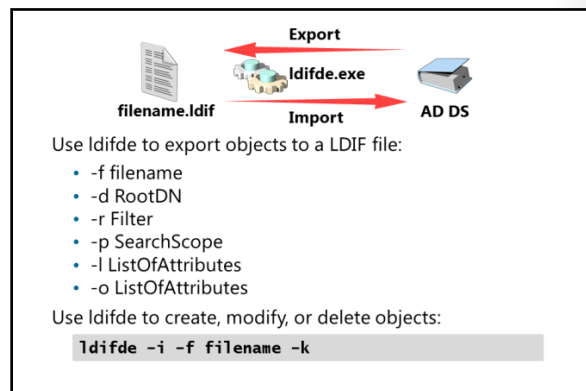 Export
ldifde.exe
filename.ldif
Import
AD DS
Use ldifde to export objects to a LDIF file:
• -f filename
• -d RootDN
• -r Filter
• -p SearchScope
• -l ListOfAttributes
• -o ListOfAttributes
Use ldifde to create, modify, or delete objects:
ldifde –i –f filename –k